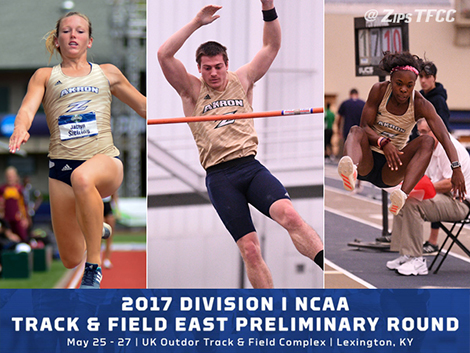 @ZipsTFCC
AKRON
Z
AKRON
Z
AKRON
2017 DIVISION I NCAA
TRACK & FIELD EAST PRELIMINARY ROUND
May 25 - 27 | UK Outdor Track & Field Complex | Lexington, KY